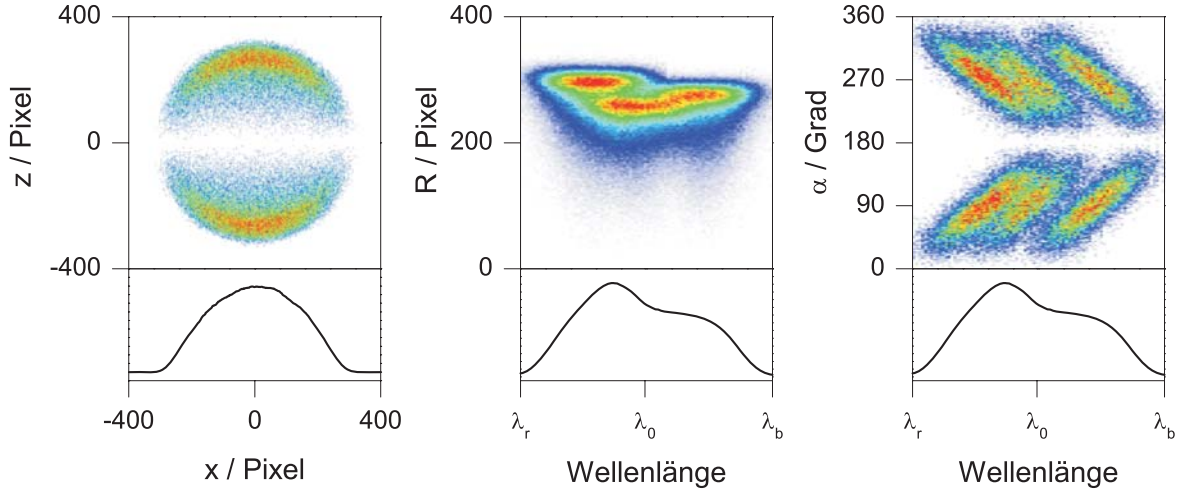 400
0
-400
z / Pixel
-400
0
400
x / Pixel
400
200
0
R / Pixel
λr
λ0
λb
Wellenlänge
360
270
180
90
0
α / Grad
λr
λ0
λb
Wellenlänge